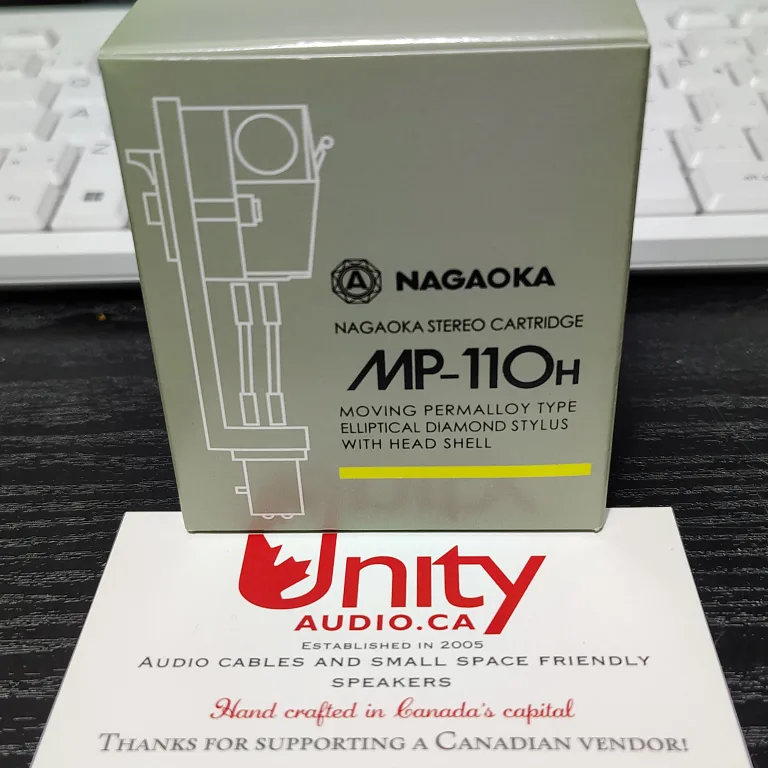 A NAGAOKA
NAGAOKA STEREO CARTRIDGE
MP-110H
MOVING PERMALLOY TYPE
ELLIPTICAL DIAMOND STYLUS
WITH HEAD SHELL
Unity
AUDIO.CA
ESTABLISHED IN 2005
AUDIO CABLES AND SMALL SPACE FRIENDLY
SPEAKERS
Hand crafted in Canada's capital
THANKS FOR SUPPORTING A CANADIAN VENDOR!